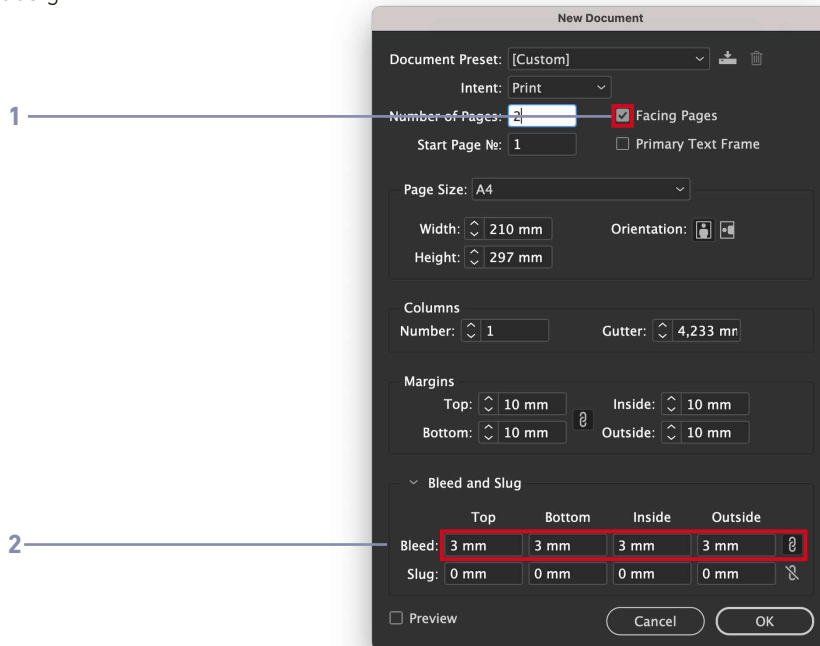 New Document
Document Preset: [Custom]
Intent: Print
1
Number of Pages: 2 Facing Pages
Start Page №: 1 Primary Text Frame
Page Size: A4
Width: 210 mm Orientation:
Height: 297 mm
Columns
Number: 1 Gutter: 4,233 mm
Margins
Top: 10 mm Inside: 10 mm
Bottom: 10 mm Outside: 10 mm
Bleed and Slug
Top Bottom Inside Outside
2
Bleed: 3 mm 3 mm 3 mm 3 mm
Slug: 0 mm 0 mm 0 mm 0 mm
Preview Cancel OK